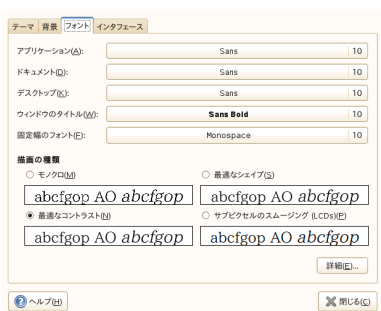 テーマ 背景 フォント インタフェース
アプリケーション(A): Sans 10
ドキュメント(D): Sans 10
デスクトップ(K): Sans 10
ウィンドウのタイトル(W): Sans Bold 10
固定幅のフォント(F): Monospace 10
描画の種類
モノクロ(M) 最適なシェイプ(S)
abcfgop AO abcfgop abcfgop AO abcfgop
最適なコントラスト(N) サブピクセルのスムージング (LCDs)(P)
abcfgop AO abcfgop abcfgop AO abcfgop
詳細(E)...
ヘルプ(H) 閉じる(C)